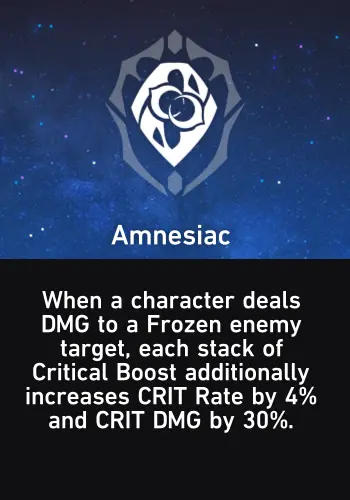 Amnesiac
When a character deals
DMG to a Frozen enemy
target, each stack of
Critical Boost additionally
increases CRIT Rate by 4%
and CRIT DMG by 30%.